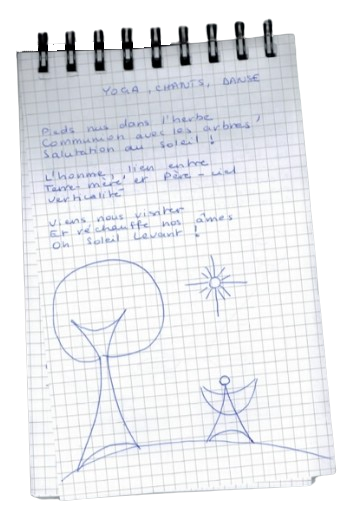 YOGA, CHANTS, DANSE
Pieds nus dans l'herbe
Communion avec les arbres,
Salutation au Soleil !
L'homme, lien entre
Terre-mère et Père-ciel
Verticalité
Viens nous visiter
Et réchauffe nos âmes
Oh Soleil Levant !